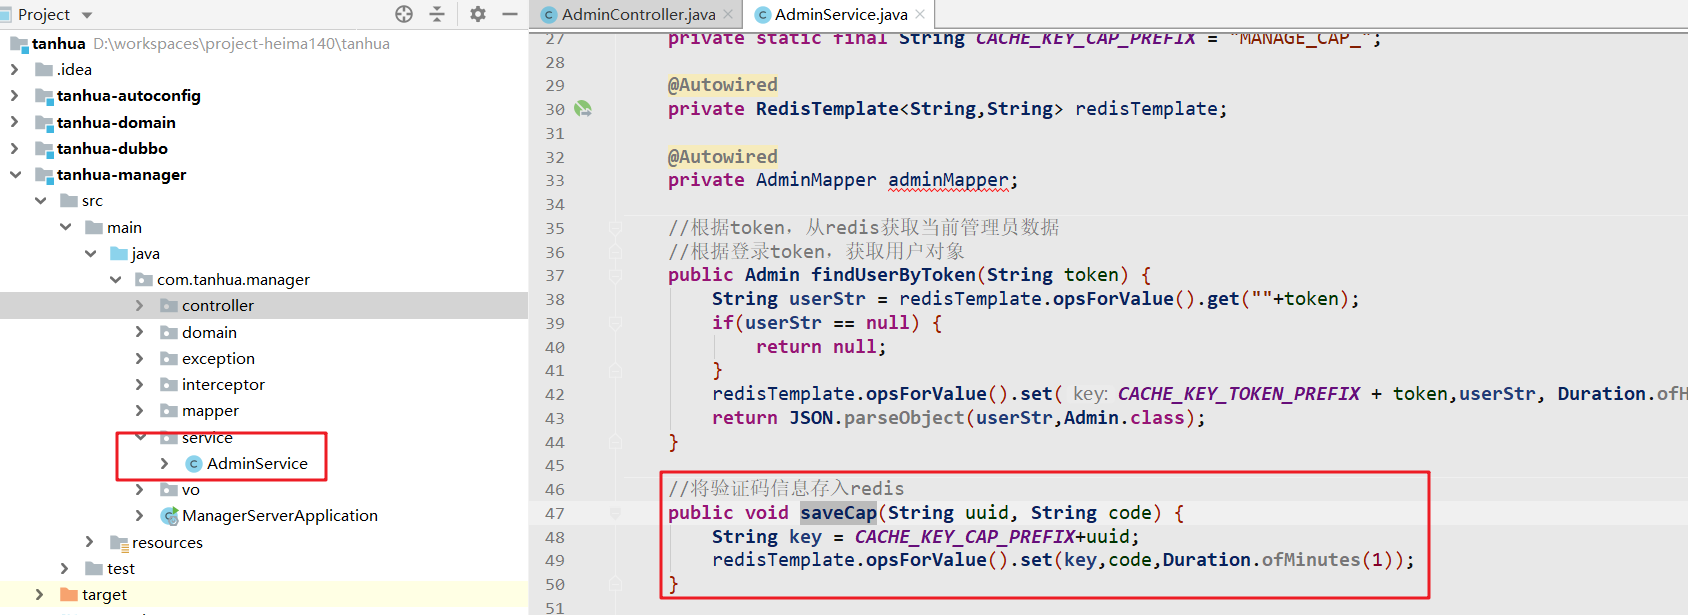 Project
tanhua D:\workspaces\project-heima140\tanhua
.idea
tanhua-autoconfig
tanhua-domain
tanhua-dubbo
tanhua-manager
src
main
java
com.tanhua.manager
controller
domain
exception
interceptor
mapper
service
AdminService
vo
ManagerServerApplication
resources
test
target
AdminController.java
AdminService.java
27 private static final String CACHE_KEY_CAP_PREFIX = "MANAGE_CAP_";
28
29 @Autowired
30 private RedisTemplate<String,String> redisTemplate;
31
32 @Autowired
33 private AdminMapper adminMapper;
34
35 //根据token，从redis获取当前管理员数据
36 //根据登录token，获取用户对象
37 public Admin findUserByToken(String token) {
38 String userStr = redisTemplate.opsForValue().get(""+token);
39 if(userStr == null) {
40 return null;
41 }
42 redisTemplate.opsForValue().set( key: CACHE_KEY_TOKEN_PREFIX + token,userStr, Duration.ofH
43 return JSON.parseObject(userStr,Admin.class);
44 }
45
46 //将验证码信息存入redis
47 public void saveCap(String uuid, String code) {
48 String key = CACHE_KEY_CAP_PREFIX+uuid;
49 redisTemplate.opsForValue().set(key,code,Duration.ofMinutes(1));
50 }
51